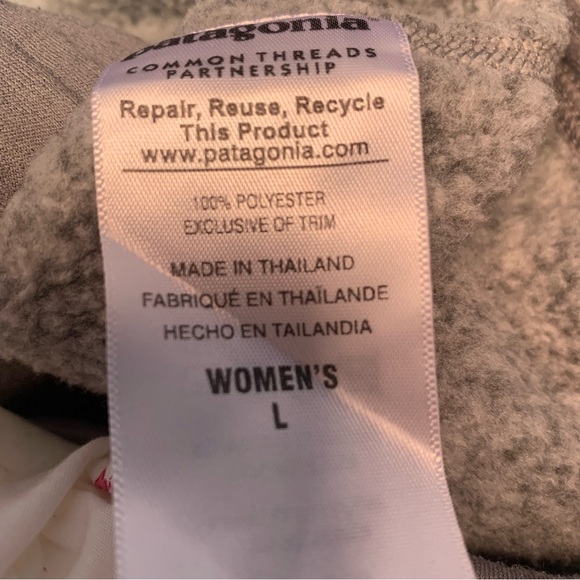 patagonia
COMMON THREADS
PARTNERSHIP
Repair, Reuse, Recycle
This Product
www.patagonia.com
100% POLYESTER
EXCLUSIVE OF TRIM
MADE IN THAILAND
FABRIQUÉ EN THAÏLANDE
HECHO EN TAILANDIA
WOMEN'S
L